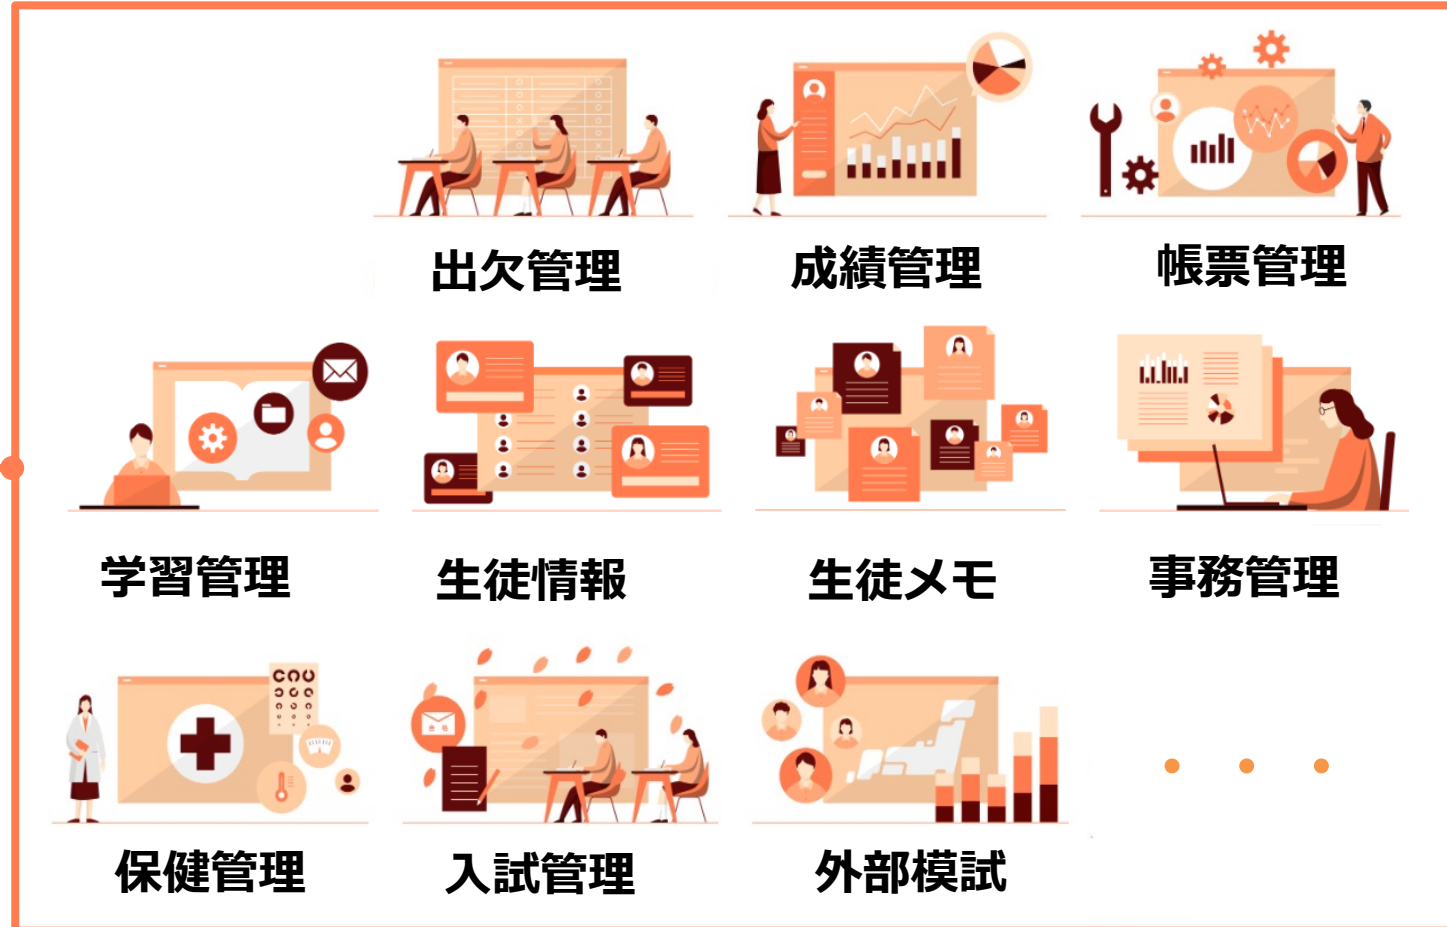 出欠管理
成績管理
帳票管理
学習管理
生徒情報
生徒メモ
事務管理
合格
保健管理
入試管理
外部模試